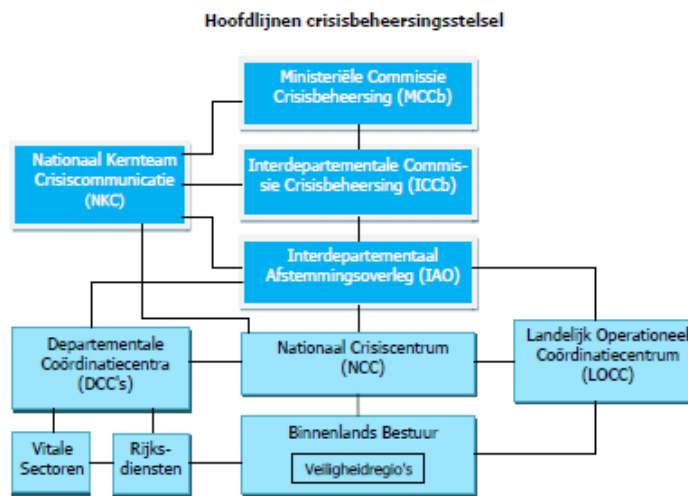 Hoofdlijnen crisisbeheersingsstelsel
Ministeriële Commissie
Crisisbeheersing (MCCb)
Nationaal Kernteam
Crisiscommunicatie
(NKC)
Interdepartementale Commis-
sie Crisisbeheersing (ICCb)
Interdepartementaal
Afstemmingsoverleg (IAO)
Departementale
Coördinatiecentra
(DCC's)
Nationaal Crisiscentrum
(NCC)
Landelijk Operationeel
Coördinatiecentrum
(LOCC)
Vitale
Sectoren
Rijks-
diensten
Binnenlands Bestuur
Veiligheidregio's